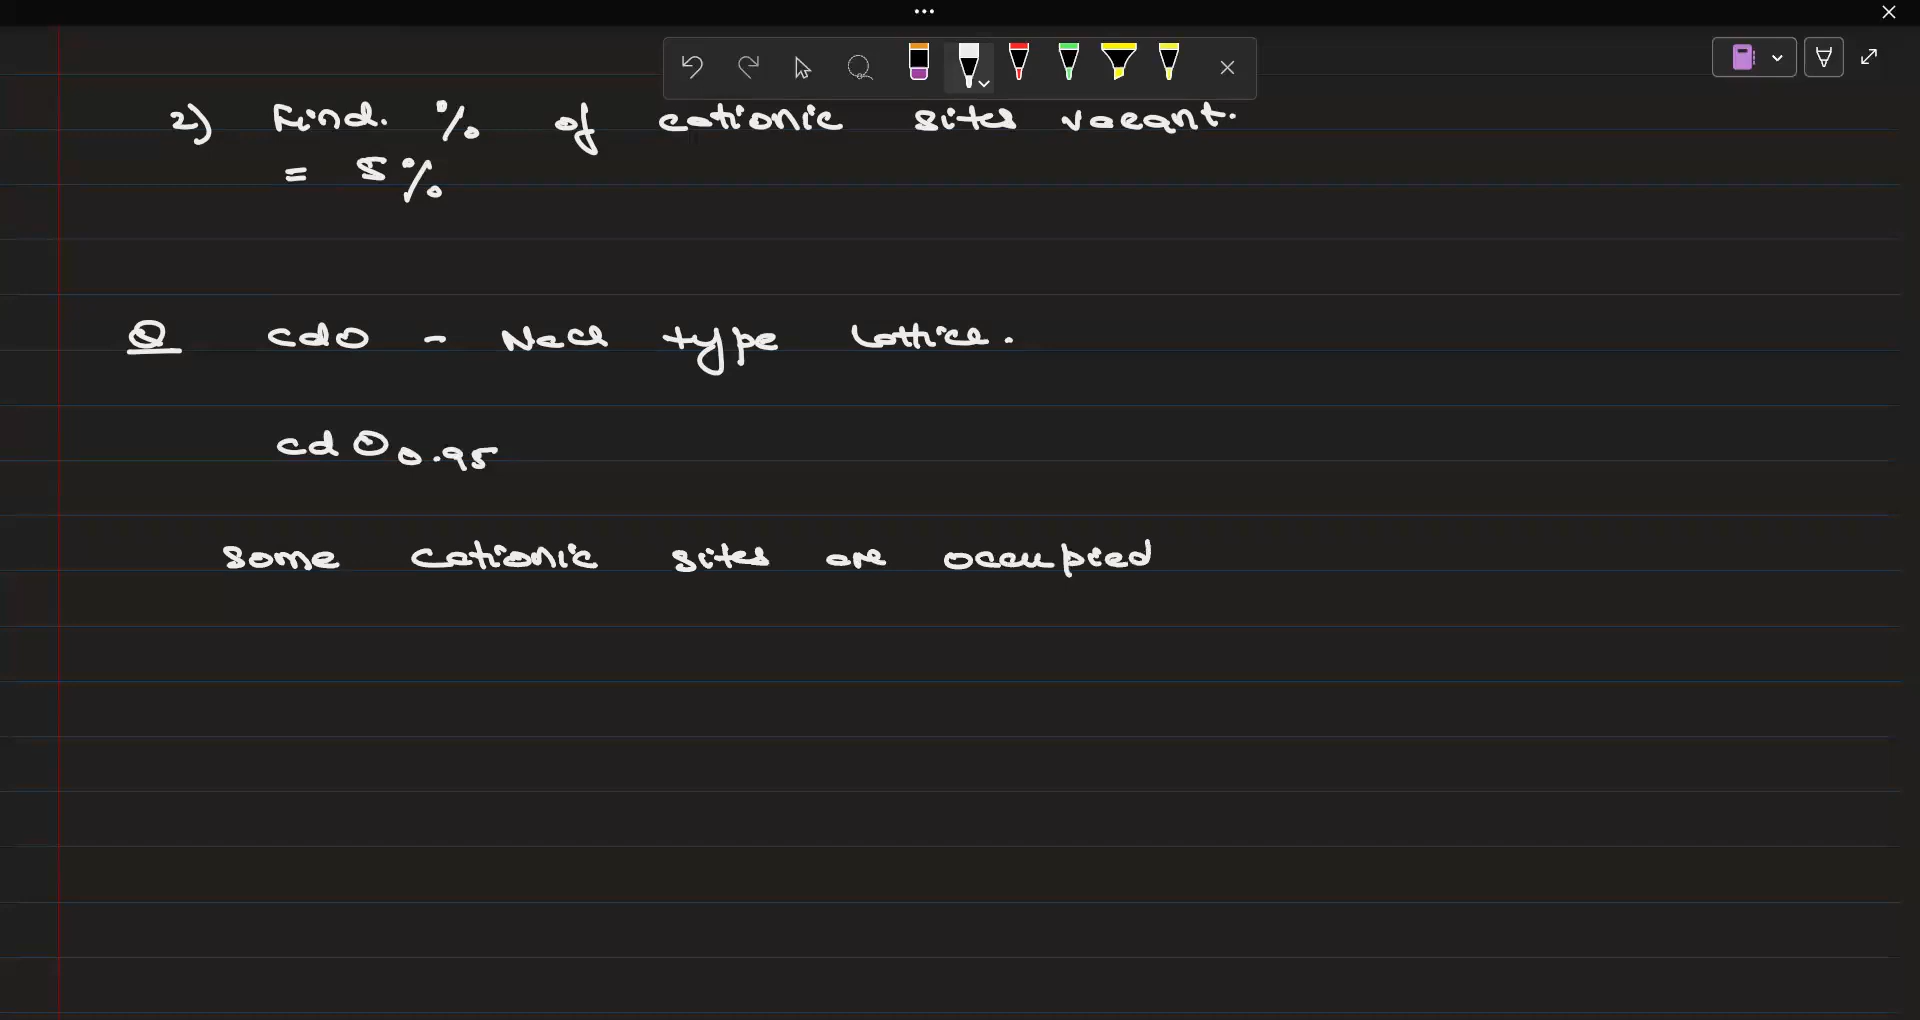 2) Find. % of cationic sites vacant.
= 5%
Q CdO - NaCl type Lattice.
CdO0.95
Some cationic sites are occupied